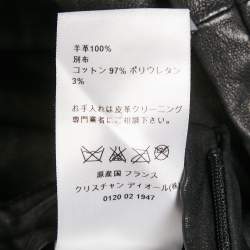 羊革100%
別布
コットン 97% ポリウレタン
3%
お手入れは皮革クリーニング
専門業者にご相談下さい
原産国 フランス
クリスチャン ディオール(株)
0120 02 1947